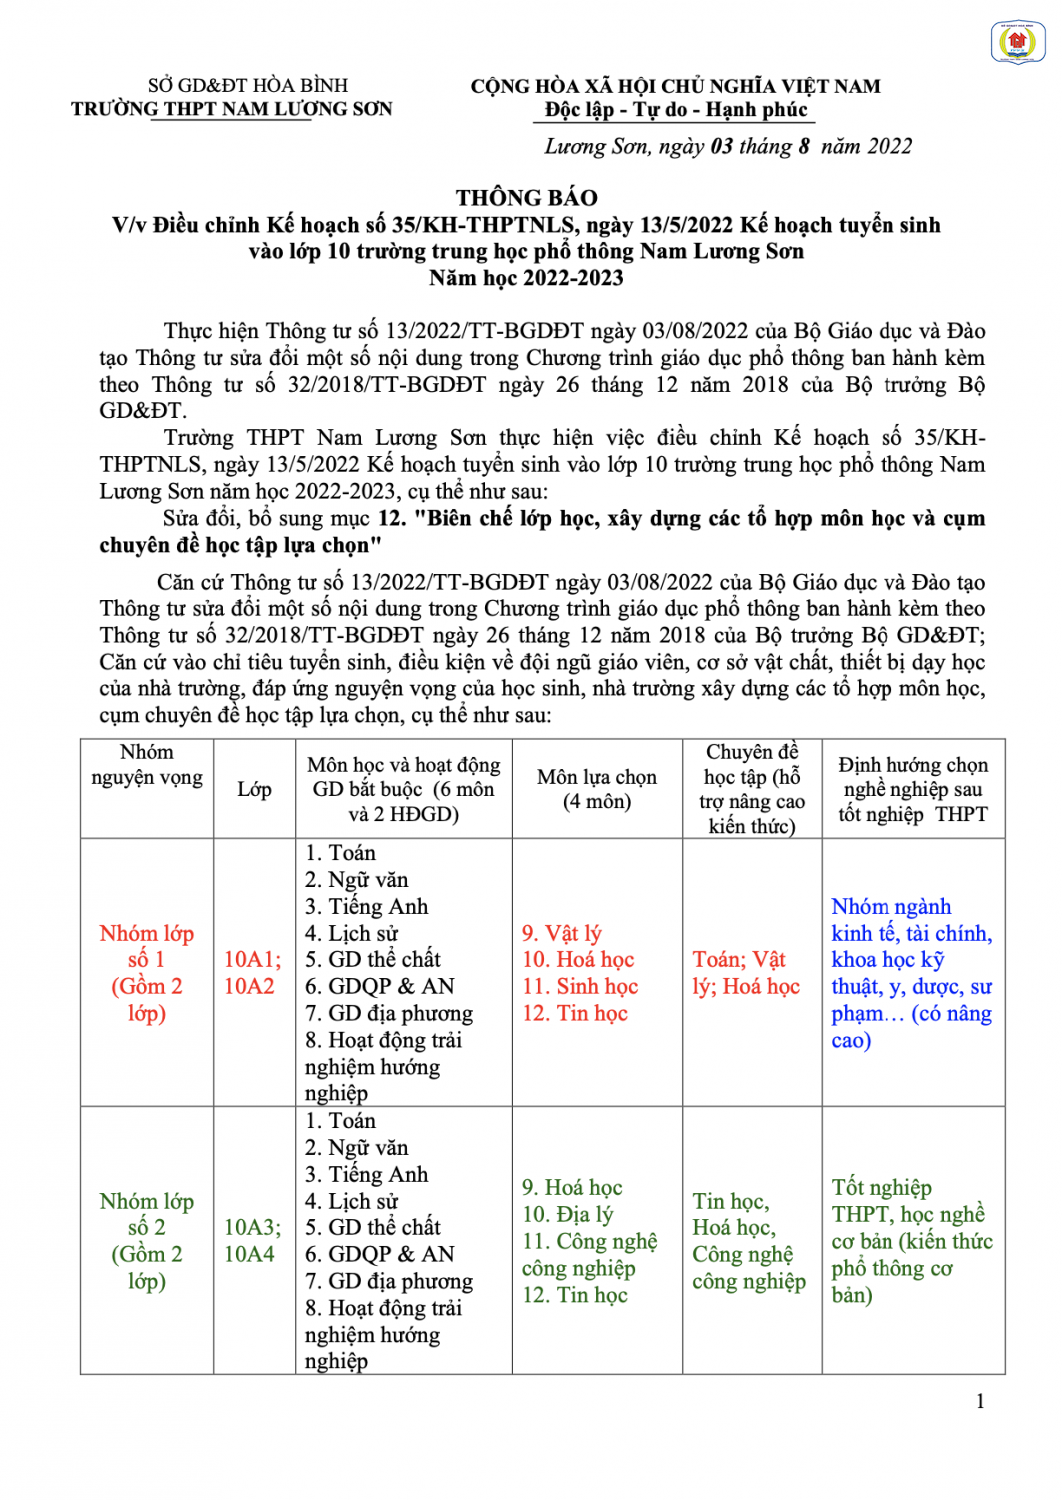 SỞ GD&ĐT HÒA BÌNH
TRƯỜNG THPT NAM LƯƠNG SƠN
CỘNG HÒA XÃ HỘI CHỦ NGHĨA VIỆT NAM
Độc lập - Tự do - Hạnh phúc
Lương Sơn, ngày 03 tháng 8 năm 2022
THÔNG BÁO
V/v Điều chỉnh Kế hoạch số 35/KH-THPTNLS, ngày 13/5/2022 Kế hoạch tuyển sinh
vào lớp 10 trường trung học phổ thông Nam Lương Sơn
Năm học 2022-2023
Thực hiện Thông tư số 13/2022/TT-BGDĐT ngày 03/08/2022 của Bộ Giáo dục và Đào
tạo Thông tư sửa đổi một số nội dung trong Chương trình giáo dục phổ thông ban hành kèm
theo Thông tư số 32/2018/TT-BGDĐT ngày 26 tháng 12 năm 2018 của Bộ trưởng Bộ
GD&ĐT.
Trường THPT Nam Lương Sơn thực hiện việc điều chỉnh Kế hoạch số 35/KH-
THPTNLS, ngày 13/5/2022 Kế hoạch tuyển sinh vào lớp 10 trường trung học phổ thông Nam
Lương Sơn năm học 2022-2023, cụ thể như sau:
Sửa đổi, bổ sung mục 12. "Biên chế lớp học, xây dựng các tổ hợp môn học và cụm
chuyên đề học tập lựa chọn"
Căn cứ Thông tư số 13/2022/TT-BGDĐT ngày 03/08/2022 của Bộ Giáo dục và Đào tạo
Thông tư sửa đổi một số nội dung trong Chương trình giáo dục phổ thông ban hành kèm theo
Thông tư số 32/2018/TT-BGDĐT ngày 26 tháng 12 năm 2018 của Bộ trưởng Bộ GD&ĐT;
Căn cứ vào chỉ tiêu tuyển sinh, điều kiện về đội ngũ giáo viên, cơ sở vật chất, thiết bị dạy học
của nhà trường, đáp ứng nguyện vọng của học sinh, nhà trường xây dựng các tổ hợp môn học,
cụm chuyên đề học tập lựa chọn, cụ thể như sau:
Nhóm
nguyện vọng
Lớp
Môn học và hoạt động
GD bắt buộc (6 môn
và 2 HĐGD)
Môn lựa chọn
(4 môn)
Chuyên đề
học tập (hỗ
trợ nâng cao
kiến thức)
Định hướng chọn
nghề nghiệp sau
tốt nghiệp THPT
Nhóm lớp
số 1
(Gồm 2
lớp)
10A1;
10A2
1. Toán
2. Ngữ văn
3. Tiếng Anh
4. Lịch sử
5. GD thể chất
6. GDQP & AN
7. GD địa phương
8. Hoạt động trải
nghiệm hướng
nghiệp
9. Vật lý
10. Hoá học
11. Sinh học
12. Tin học
Toán; Vật
lý; Hoá học
Nhóm ngành
kinh tế, tài chính,
khoa học kỹ
thuật, y, dược, sư
phạm… (có nâng
cao)
Nhóm lớp
số 2
(Gồm 2
lớp)
10A3;
10A4
1. Toán
2. Ngữ văn
3. Tiếng Anh
4. Lịch sử
5. GD thể chất
6. GDQP & AN
7. GD địa phương
8. Hoạt động trải
nghiệm hướng
nghiệp
9. Hoá học
10. Địa lý
11. Công nghệ
công nghiệp
12. Tin học
Tin học,
Hoá học,
Công nghệ
công nghiệp
Tốt nghiệp
THPT, học nghề
cơ bản (kiến thức
phổ thông cơ
bản)
1